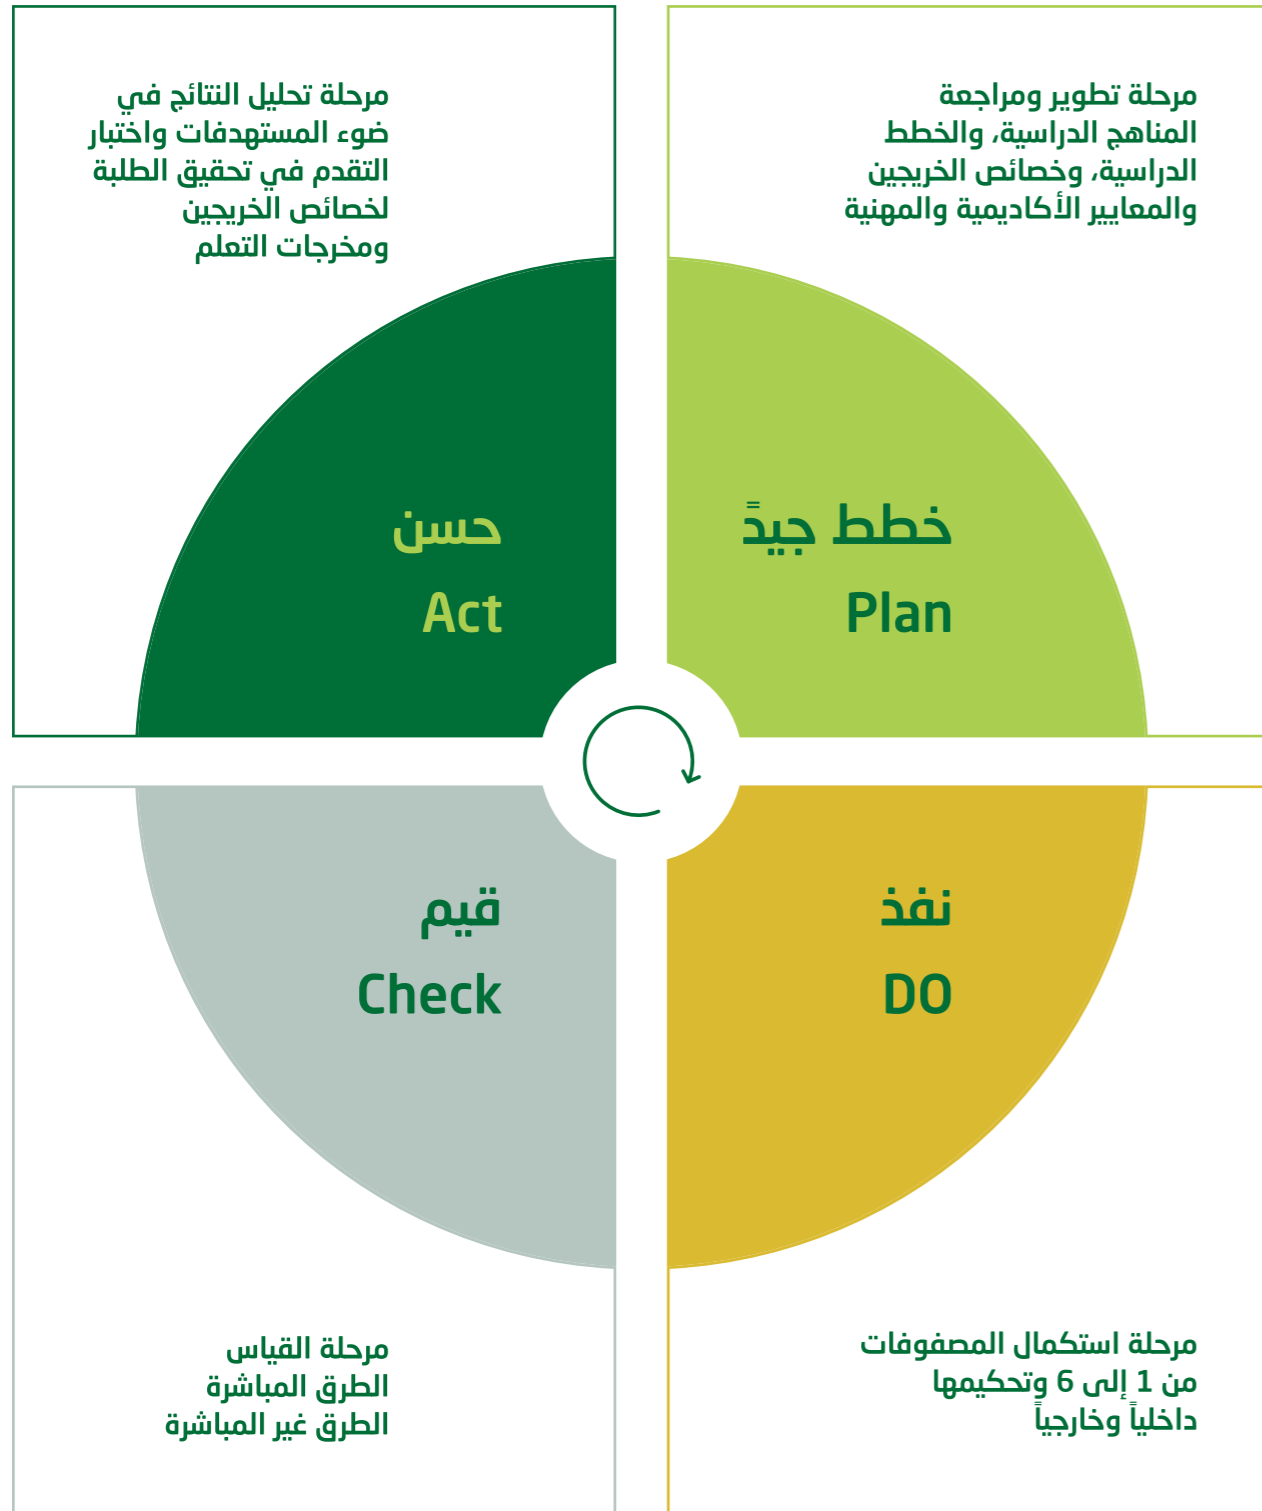 مرحلة تطوير ومراجعة
المناهج الدراسية، والخطط
الدراسية، وخصائص الخريجين
والمعايير الأكاديمية والمهنية
خطط جيدً
Plan
مرحلة تحليل النتائج في
ضوء المستهدفات واختبار
التقدم في تحقيق الطلبة
لخصائص الخريجين
ومخرجات التعلم
حسن
Act
نفذ
DO
مرحلة استكمال المصفوفات
من 1 إلى 6 وتحكيمها
داخلياً وخارجياً
قيم
Check
مرحلة القياس
الطرق المباشرة
الطرق غير المباشرة